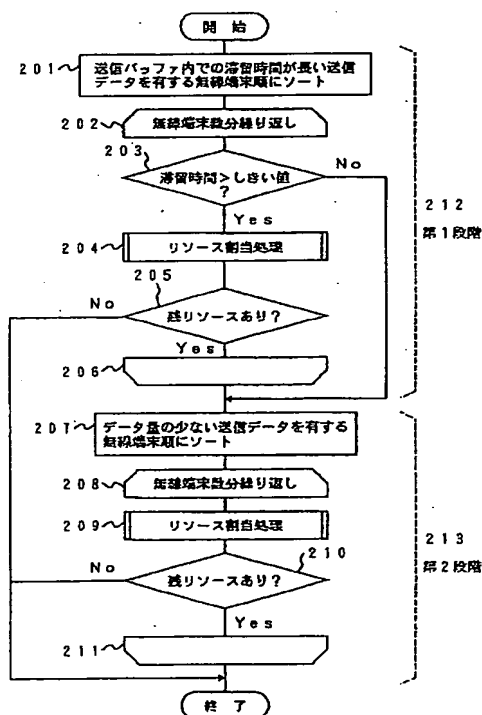 開 始
201 送信バッファ内での滞留時間が長い送信
データを有する無線端末順にソート
202 無線端末数分繰り返し
203
滞留時間>しきい値
?
No
Yes
212
第1段階
204 リソース割当処理
205
No
残リソースあり?
Yes
206
207 データ量の少ない送信データを有する
無線端末順にソート
208 無線端末数分繰り返し
209 リソース割当処理
213
第2段階
210
No
残リソースあり?
Yes
211
終 了